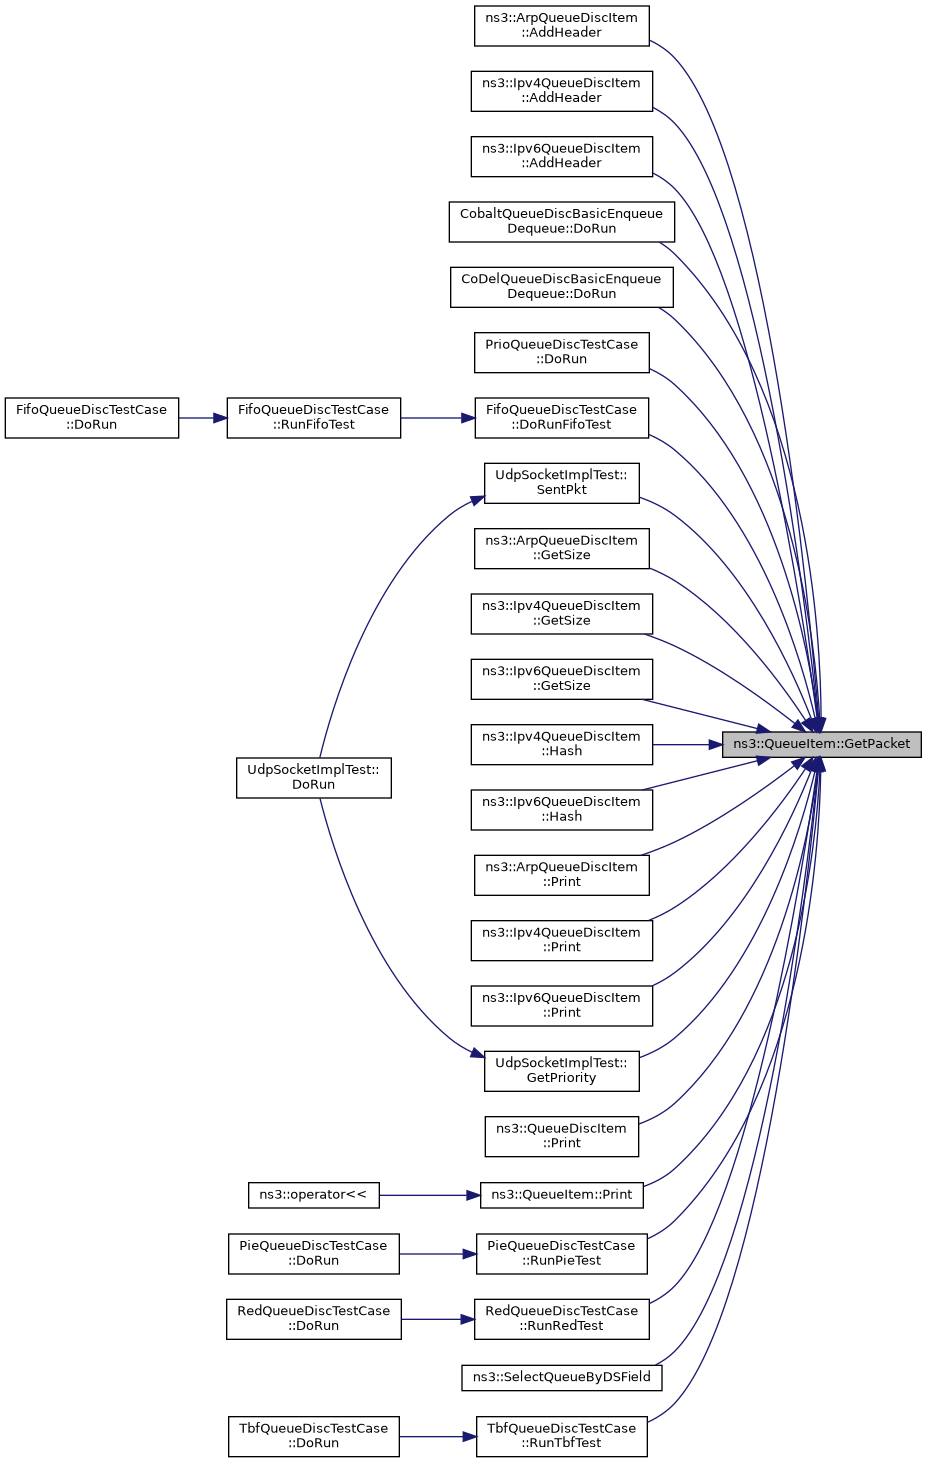 ns3::ArpQueueDiscItem
::AddHeader
ns3::Ipv4QueueDiscItem
::AddHeader
ns3::Ipv6QueueDiscItem
::AddHeader
CobaltQueueDiscBasicEnqueue
Dequeue::DoRun
CoDelQueueDiscBasicEnqueue
Dequeue::DoRun
PrioQueueDiscTestCase
::DoRun
FifoQueueDiscTestCase
::DoRun
FifoQueueDiscTestCase
::RunFifoTest
FifoQueueDiscTestCase
::DoRunFifoTest
UdpSocketImplTest::
SentPkt
ns3::ArpQueueDiscItem
::GetSize
ns3::Ipv4QueueDiscItem
::GetSize
ns3::Ipv6QueueDiscItem
::GetSize
ns3::Ipv4QueueDiscItem
::Hash
ns3::QueueItem::GetPacket
UdpSocketImplTest::
DoRun
ns3::Ipv6QueueDiscItem
::Hash
ns3::ArpQueueDiscItem
::Print
ns3::Ipv4QueueDiscItem
::Print
ns3::Ipv6QueueDiscItem
::Print
UdpSocketImplTest::
GetPriority
ns3::QueueDiscItem
::Print
ns3::operator<<
ns3::QueueItem::Print
PieQueueDiscTestCase
::DoRun
PieQueueDiscTestCase
::RunPieTest
RedQueueDiscTestCase
::DoRun
RedQueueDiscTestCase
::RunRedTest
ns3::SelectQueueByDSField
TbfQueueDiscTestCase
::DoRun
TbfQueueDiscTestCase
::RunTbfTest